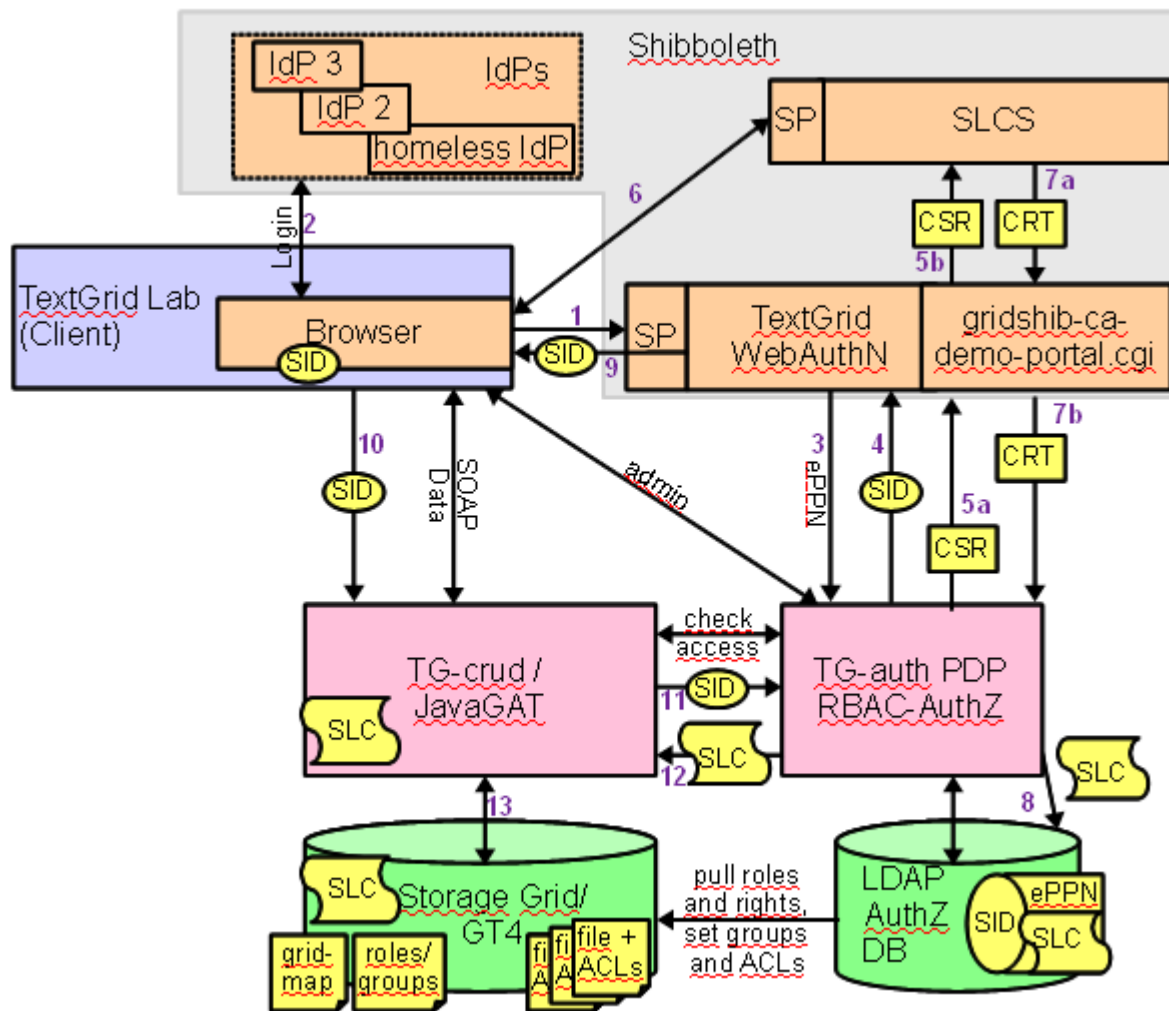 Shibboleth
IdP 3
IdPs
IdP 2
homeless IdP
SP
SLCS
6
7a
2
Login
CSR
CRT
5b
TextGrid Lab
(Client)
Browser
SID
1
SID
9
SP
TextGrid
WebAuthN
gridshib-ca-
demo-portal.cgi
10
SID
SOAP
Data
admin
3
ePPN
4
SID
5a
CSR
7b
CRT
TG-crud /
JavaGAT
SLC
check
access
11
SID
12
SLC
TG-auth PDP
RBAC-AuthZ
8
SLC
13
SLC
Storage Grid/
GT4
grid-
map
roles/
groups
fi
A
fi
A
file +
ACLs
pull roles
and rights,
set groups
and ACLs
LDAP
AuthZ
DB
SID
ePPN
SLC